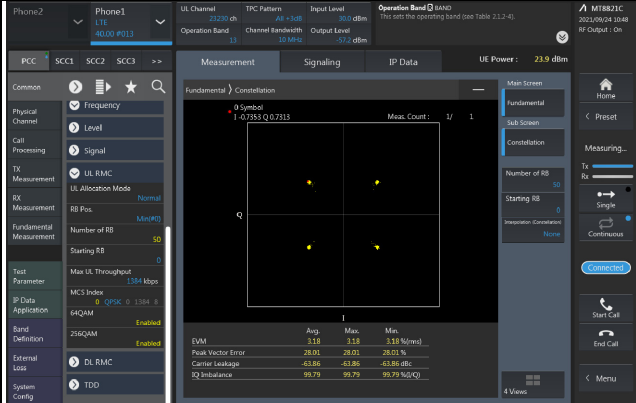 Phone2
Phone1
LTE
40.00 #013
UL Channel
23230 ch
TPC Pattern
All +3dB
Input Level
30.0 dBm
Operation Band
13
Channel Bandwidth
10 MHz
Output Level
-57.2 dBm
Operation Band BAND
This sets the operating band (see Table 2.1.2-4).
MT8821C
2021/09/24 10:48
RF Output : On
PCC
SCC1
SCC2
SCC3
>>
Measurement
Signaling
IP Data
UE Power : 23.9 dBm
Common
Physical
Channel
Call
Processing
TX
Measurement
RX
Measurement
Fundamental
Measurement
Test
Parameter
IP Data
Application
Band
Definition
External
Loss
System
Config
Frequency
Level
Signal
UL RMC
UL Allocation Mode
Normal
RB Pos.
Min(#0)
Number of RB
50
Starting RB
0
Max UL Throughput
1384 kbps
MCS Index
0 QPSK 0 1384 8
64QAM
Enabled
256QAM
Enabled
DL RMC
TDD
Fundamental > Constellation
0 Symbol
I -0.7353 Q 0.7313
Meas. Count : 1/ 1
Q
I
Avg. Max. Min.
EVM 3.18 3.18 3.18 %(rms)
Peak Vector Error 28.01 28.01 28.01 %
Carrier Leakage -63.86 -63.86 -63.86 dBc
IQ Imbalance 99.79 99.79 99.79 %(I/Q)
Main Screen
Fundamental
Sub Screen
Constellation
Number of RB
50
Starting RB
0
Interpolation (Constellation)
None
4 Views
Home
< Preset
Measuring...
Tx
Rx
Single
Continuous
Connected
Start Call
End Call
< Menu